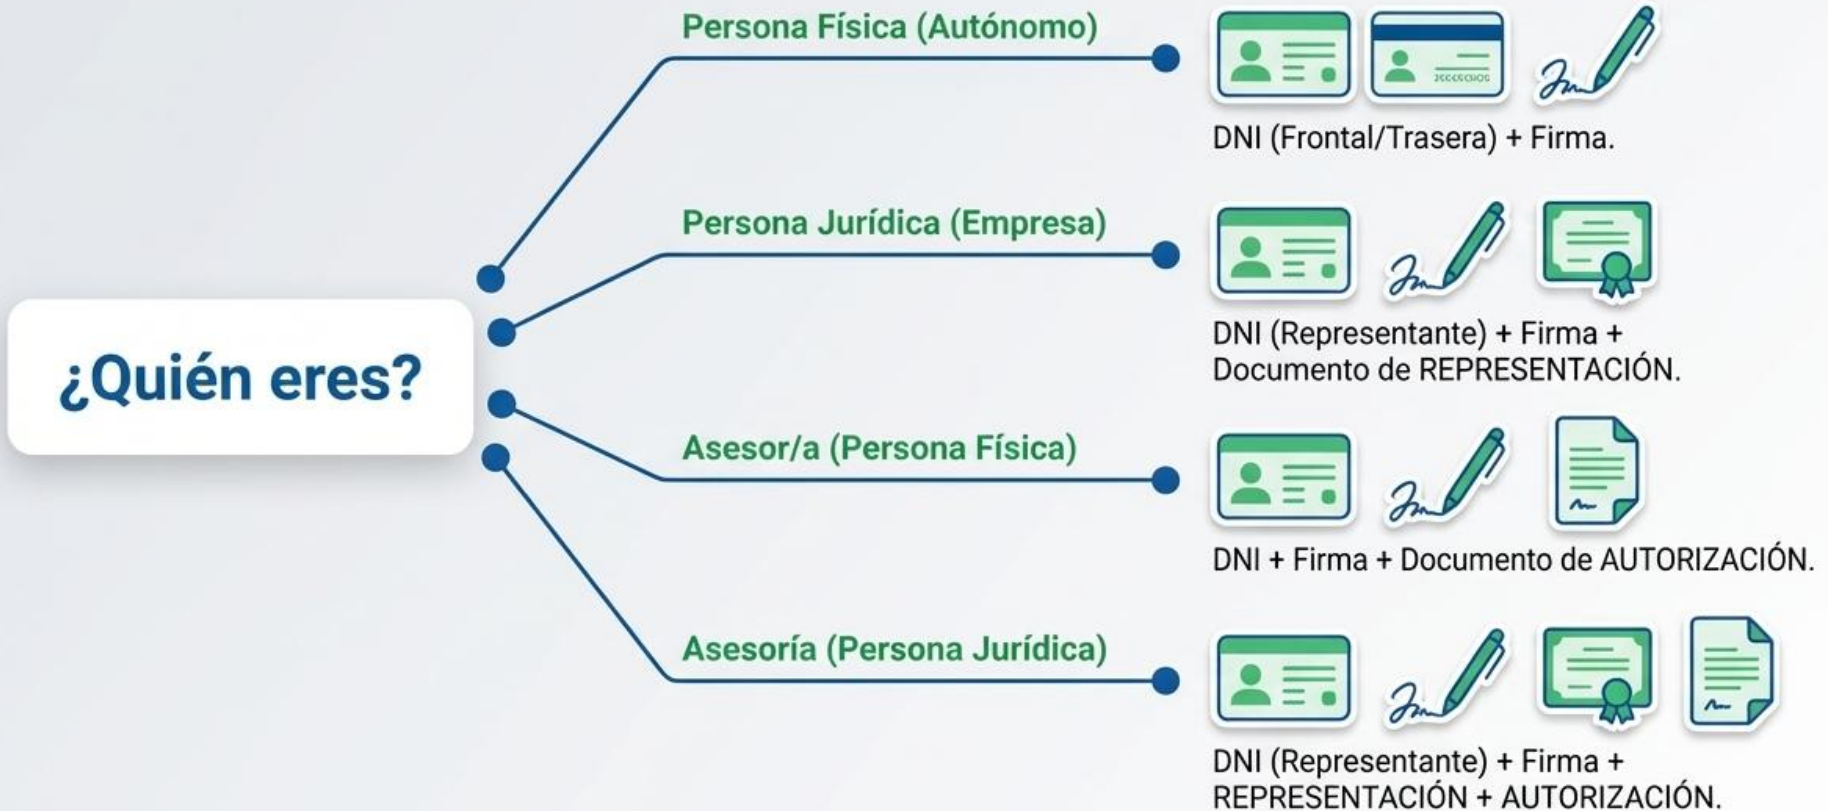 ¿Quién eres?
Persona Física (Autónomo)
DNI (Frontal/Trasera) + Firma.
Persona Jurídica (Empresa)
DNI (Representante) + Firma +
Documento de REPRESENTACIÓN.
Asesor/a (Persona Física)
DNI + Firma + Documento de AUTORIZACIÓN.
Asesoría (Persona Jurídica)
DNI (Representante) + Firma +
REPRESENTACIÓN + AUTORIZACIÓN.